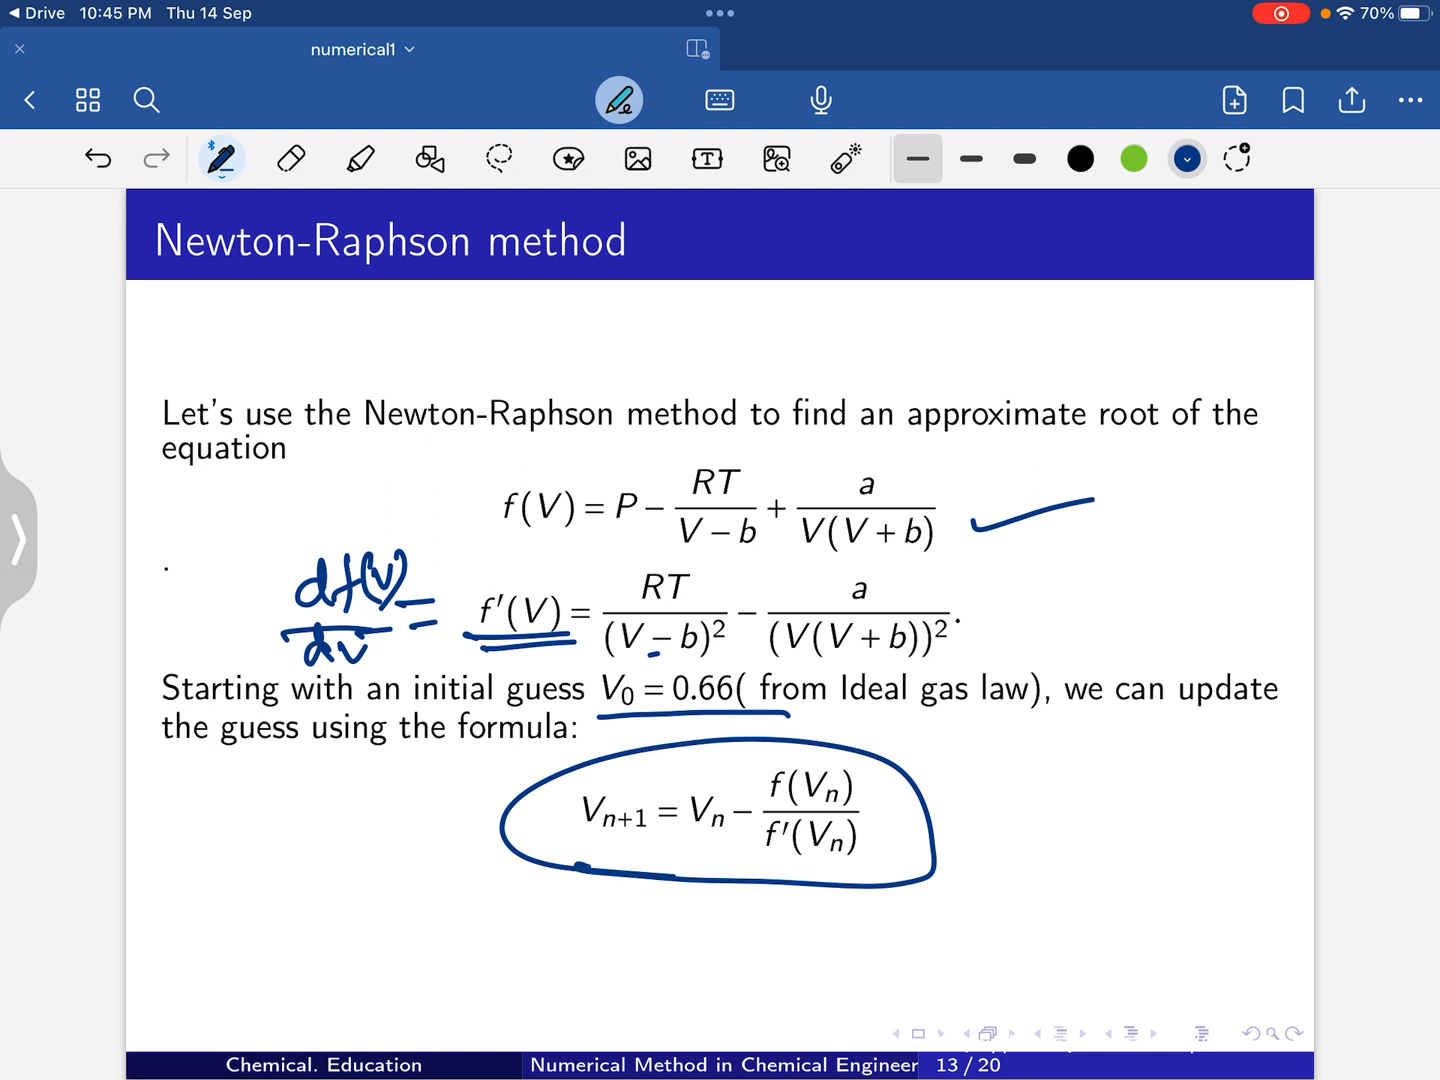 ◀ Drive 10:45 PM Thu 14 Sep
70%
numerical1
Newton-Raphson method
Let's use the Newton-Raphson method to find an approximate root of the
equation
f(V) = P − RT/(V − b) + a/(V(V + b))
.
df(V)/dv = f′(V) = RT/(V − b)² − a/(V(V + b))².
Starting with an initial guess V₀ = 0.66( from Ideal gas law), we can update
the guess using the formula:
Vₙ₊₁ = Vₙ − f(Vₙ)/f′(Vₙ)
Chemical. Education Numerical Method in Chemical Engineer 13 / 20